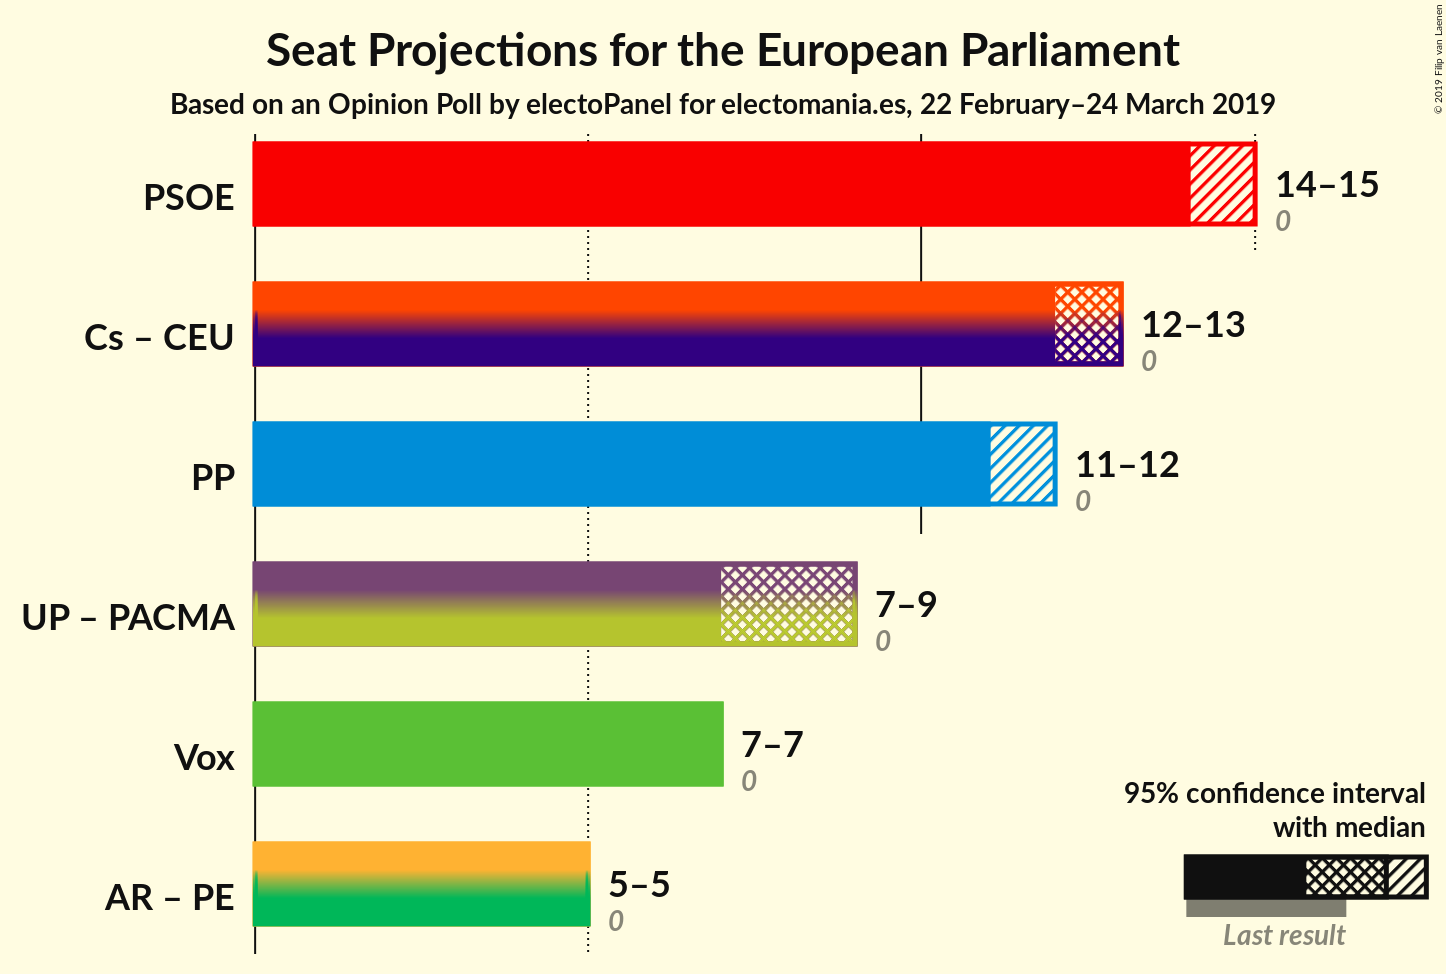 Seat Projections for the European Parliament
Based on an Opinion Poll by electoPanel for electomania.es, 22 February–24 March 2019
© 2019 Filip van Laenen
PSOE
14–15
0
Cs – CEU
12–13
0
PP
11–12
0
UP – PACMA
7–9
0
Vox
7–7
0
AR – PE
5–5
0
95% confidence interval
with median
Last result